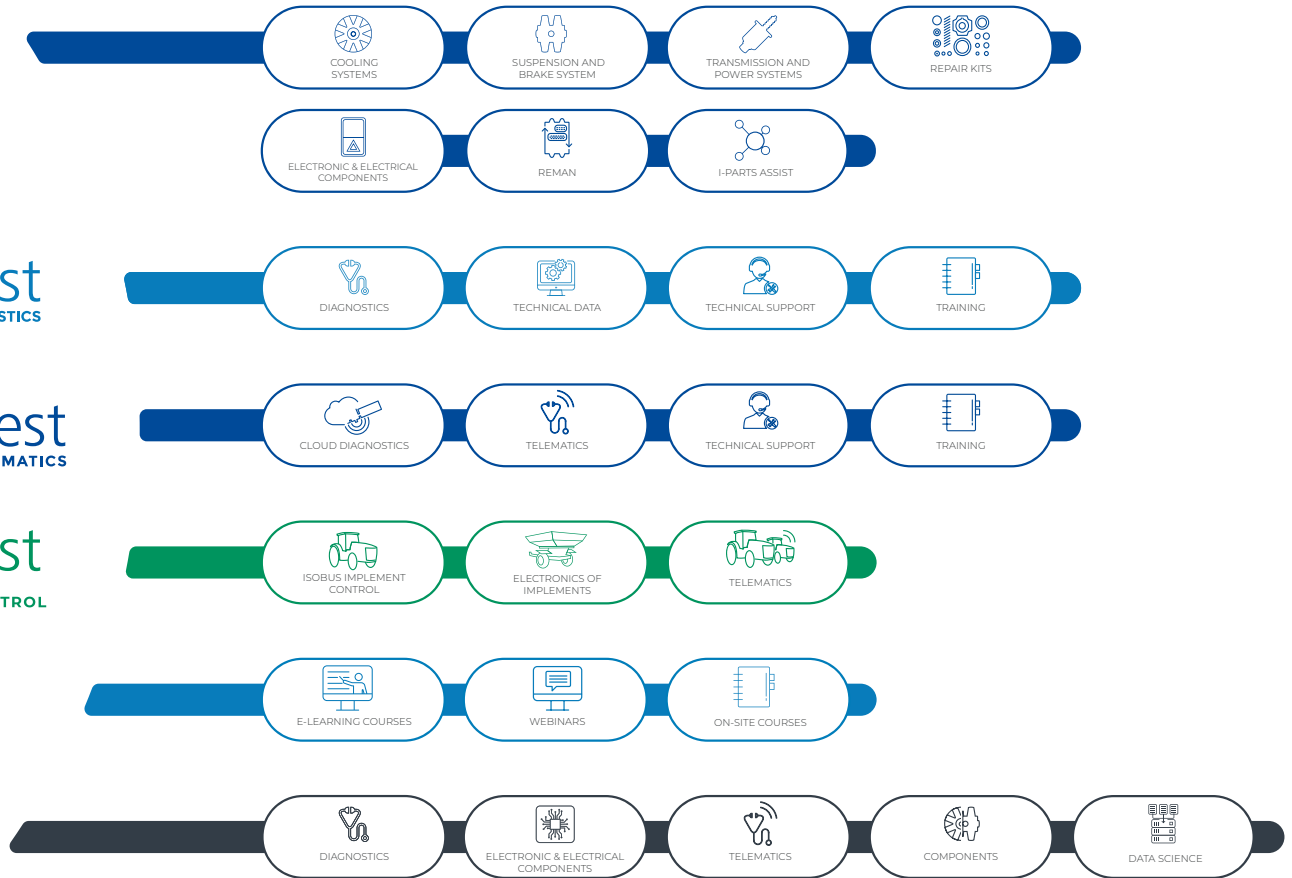 COOLING
SYSTEMS
SUSPENSION AND
BRAKE SYSTEM
TRANSMISSION AND
POWER SYSTEMS
REPAIR KITS
ELECTRONIC & ELECTRICAL
COMPONENTS
REMAN
I-PARTS ASSIST
st
STICS
DIAGNOSTICS
TECHNICAL DATA
TECHNICAL SUPPORT
TRAINING
est
MATICS
CLOUD DIAGNOSTICS
TELEMATICS
TECHNICAL SUPPORT
TRAINING
st
TROL
ISOBUS IMPLEMENT
CONTROL
ELECTRONICS OF
IMPLEMENTS
TELEMATICS
E-LEARNING COURSES
WEBINARS
ON-SITE COURSES
DIAGNOSTICS
ELECTRONIC & ELECTRICAL
COMPONENTS
TELEMATICS
COMPONENTS
DATA SCIENCE